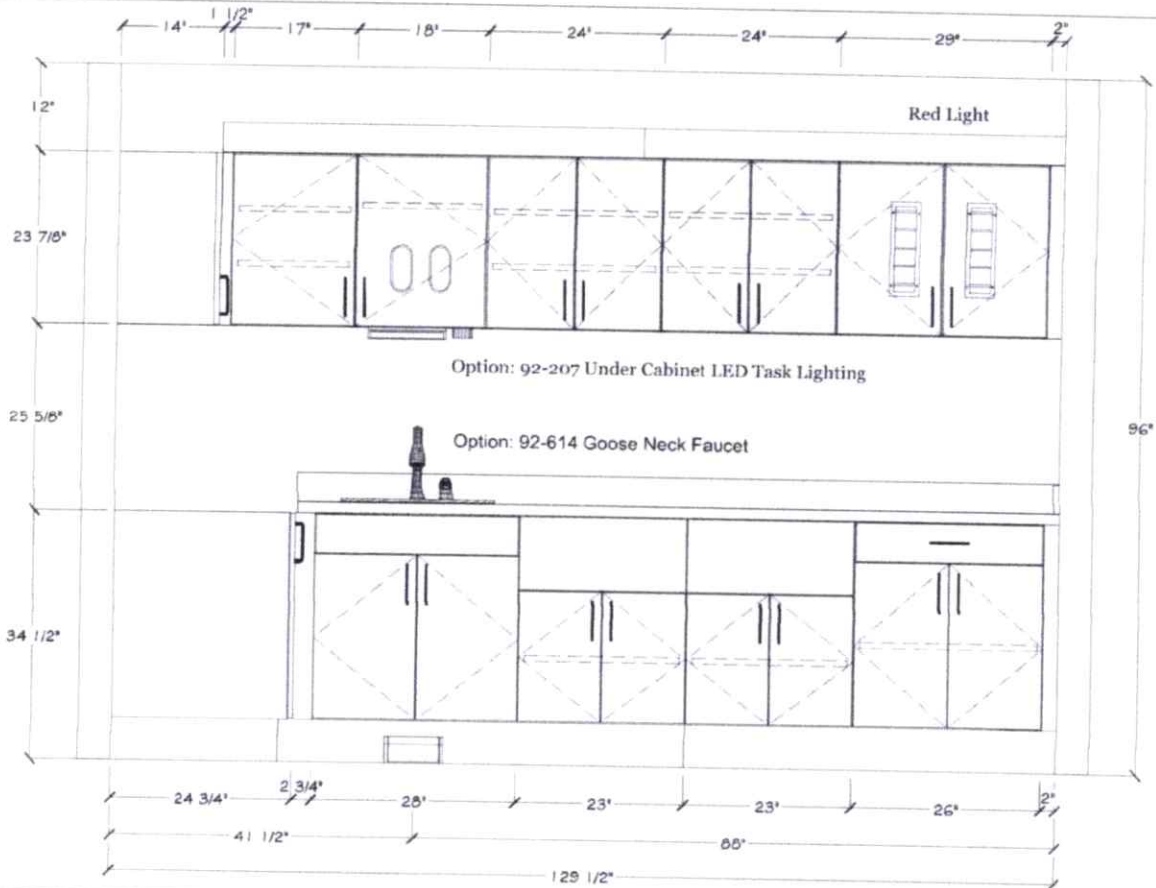 1 1/2"
14" 17" 18" 24" 24" 29" 2"
12"
Red Light
23 7/8"
Option: 92-207 Under Cabinet LED Task Lighting
25 5/8"
96"
Option: 92-614 Goose Neck Faucet
34 1/2"
24 3/4" 2 3/4" 28" 23" 23" 26" 2"
41 1/2" 88"
129 1/2"